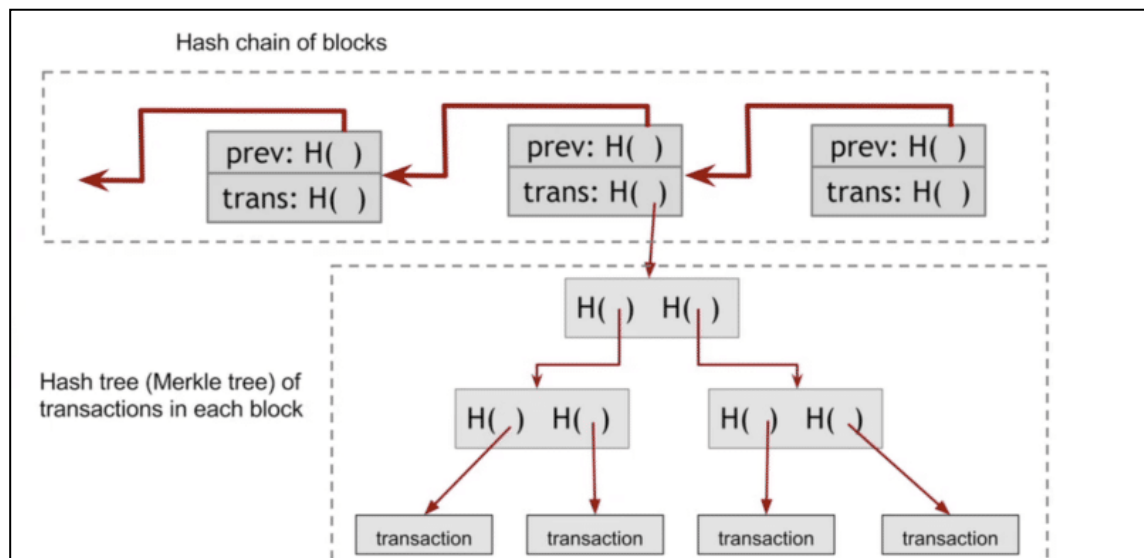 Hash chain of blocks
prev: H( )
trans: H( )
prev: H( )
trans: H( )
prev: H( )
trans: H( )
H( ) H( )
Hash tree (Merkle tree) of
transactions in each block
H( ) H( )
H( ) H( )
transaction
transaction
transaction
transaction